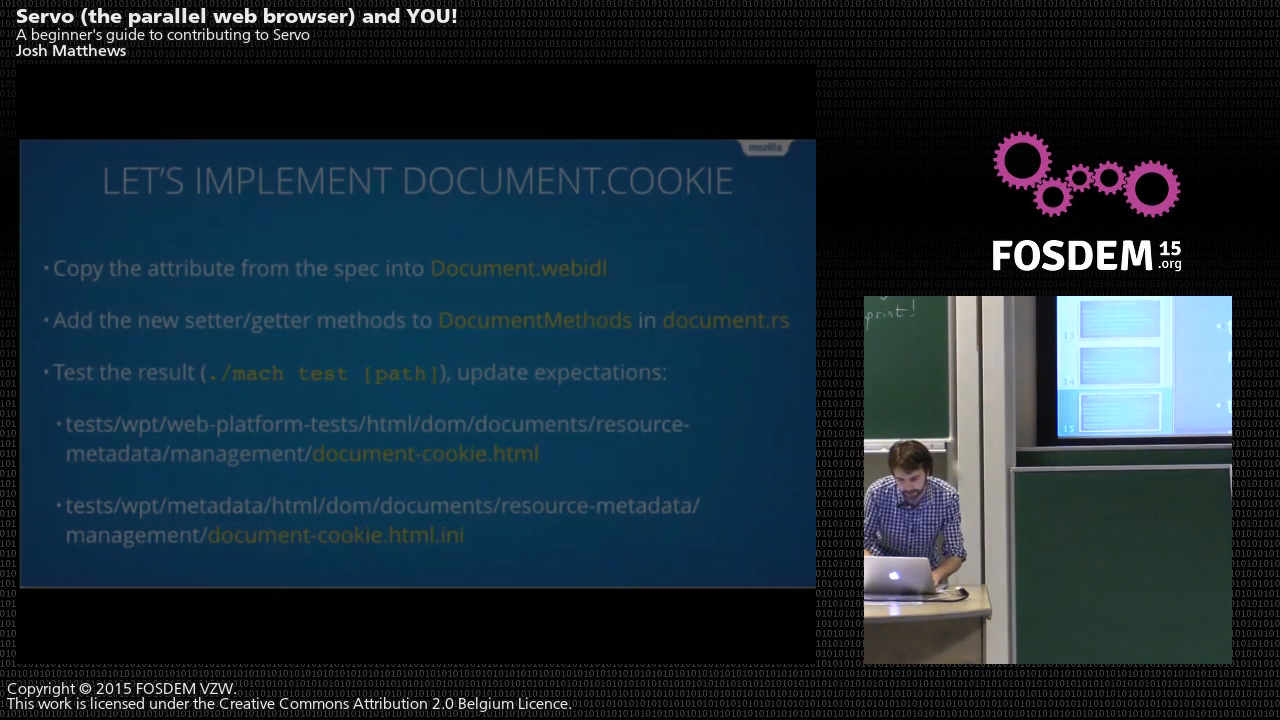 Servo (the parallel web browser) and YOU!
A beginner's guide to contributing to Servo
Josh Matthews
mozilla
LET'S IMPLEMENT DOCUMENT.COOKIE
• Copy the attribute from the spec into Document.webidl
• Add the new setter/getter methods to DocumentMethods in document.rs
• Test the result (./mach test [path]), update expectations:
• tests/wpt/web-platform-tests/html/dom/documents/resource-
metadata/management/document-cookie.html
• tests/wpt/metadata/html/dom/documents/resource-metadata/
management/document-cookie.html.ini
FOSDEM 15
.org
print!
13
15
Copyright © 2015 FOSDEM VZW.
This work is licensed under the Creative Commons Attribution 2.0 Belgium Licence.